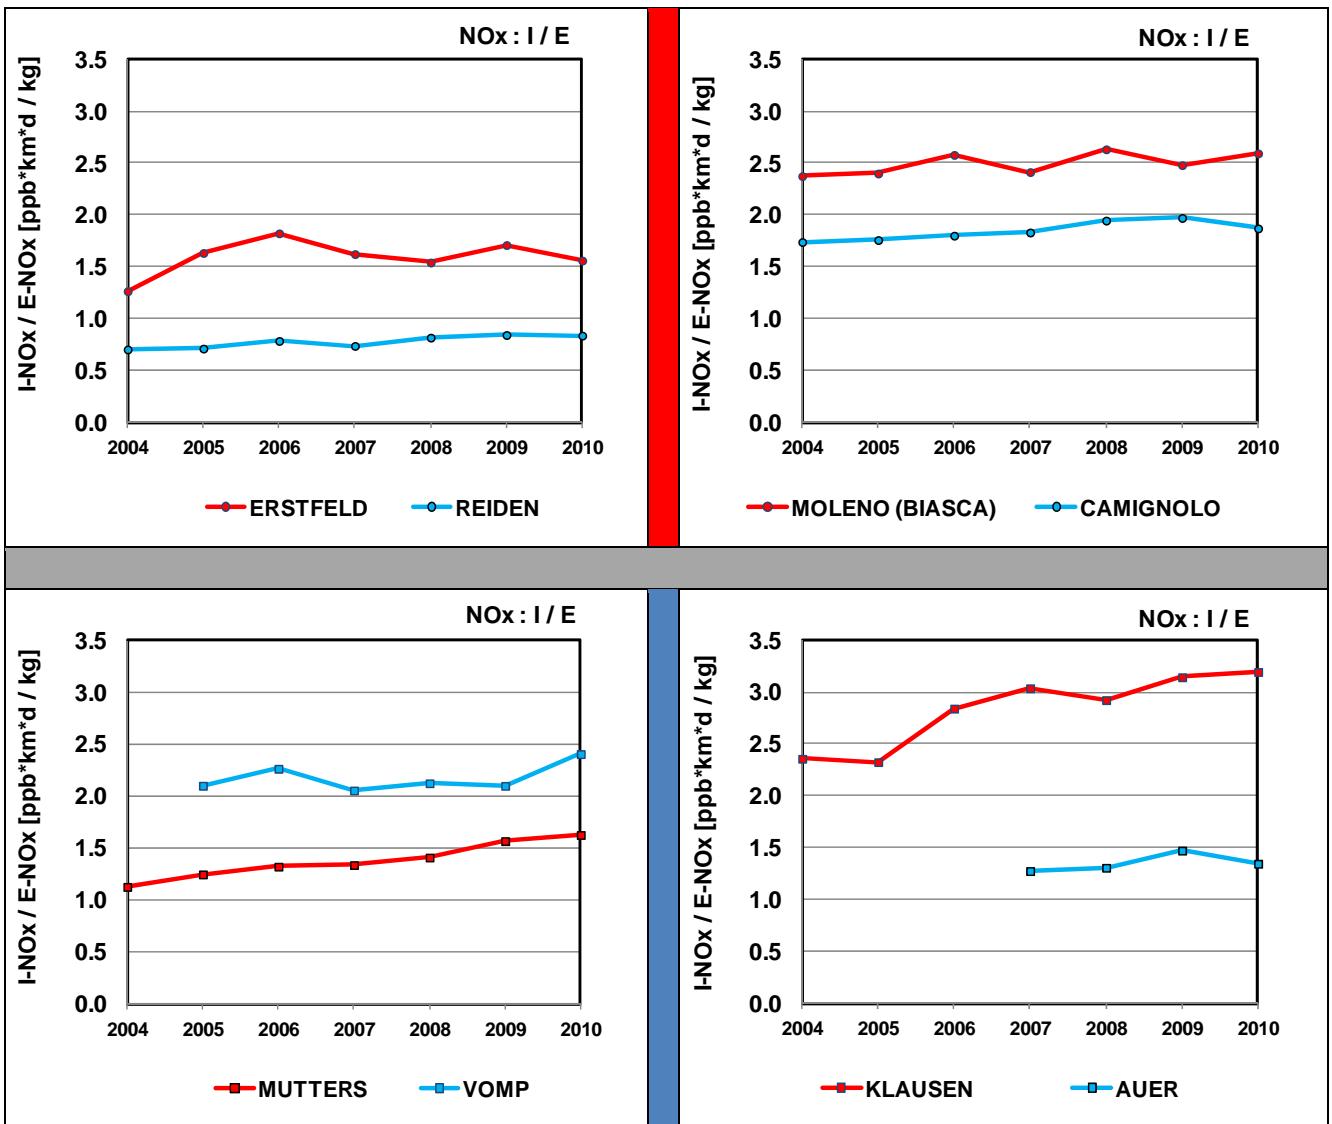 NOx : I / E
I-NOx / E-NOx [ppb*km*d / kg]
3.5
3.0
2.5
2.0
1.5
1.0
0.5
0.0
2004 2005 2006 2007 2008 2009 2010
ERSTFELD REIDEN
NOx : I / E
I-NOx / E-NOx [ppb*km*d / kg]
3.5
3.0
2.5
2.0
1.5
1.0
0.5
0.0
2004 2005 2006 2007 2008 2009 2010
MOLENO (BIASCA) CAMIGNOLO
NOx : I / E
I-NOx / E-NOx [ppb*km*d / kg]
3.5
3.0
2.5
2.0
1.5
1.0
0.5
0.0
2004 2005 2006 2007 2008 2009 2010
MUTTERS VOMP
NOx : I / E
I-NOx / E-NOx [ppb*km*d / kg]
3.5
3.0
2.5
2.0
1.5
1.0
0.5
0.0
2004 2005 2006 2007 2008 2009 2010
KLAUSEN AUER